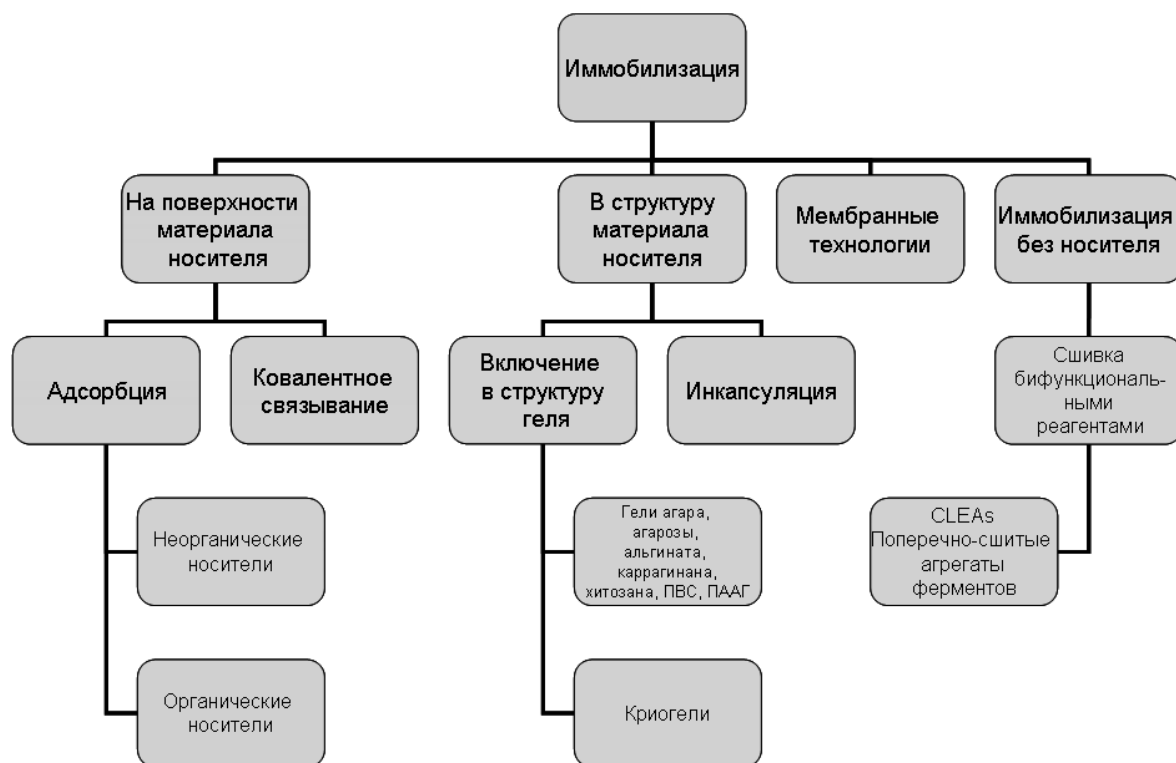 Иммобилизация
На поверхности
материала
носителя
В структуру
материала
носителя
Мембранные
технологии
Иммобилизация
без носителя
Адсорбция
Ковалентное
связывание
Включение
в структуру
геля
Инкапсуляция
Сшивка
бифункциональ-
ными
реагентами
Неорганические
носители
Гели агара,
агарозы,
альгината,
каррагинана,
хитозана, ПВС, ПААГ
CLEAs
Поперечно-сшитые
агрегаты
ферментов
Органические
носители
Криогели